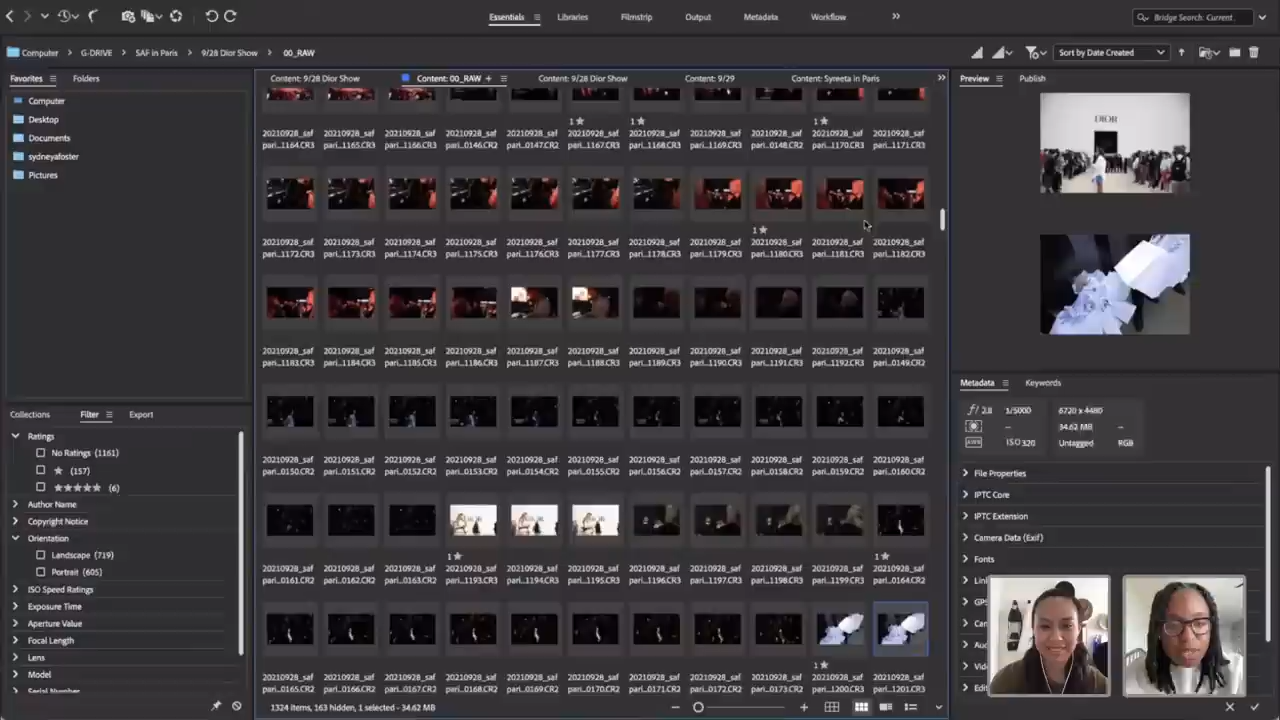 Essentials
Libraries
Filmstrip
Output
Metadata
Workflow
Bridge Search: Current
Computer
G-DRIVE
SAF in Paris
9/28 Dior Show
00_RAW
Sort by Date Created
Favorites
Folders
Content: 9/28 Dior Show
Content: 00_RAW
Content: 9/28 Dior Show
Content: 9/29
Content: Syreeta in Paris
Preview
Publish
Computer
Desktop
Documents
sydneyafoster
Pictures
DIOR
1★ 1★ 1★
20210928_saf 20210928_saf 20210928_saf 20210928_saf 20210928_saf 20210928_saf 20210928_saf 20210928_saf 20210928_saf 20210928_saf 20210928_saf
pari...1164.CR3 pari...1165.CR3 pari...1166.CR3 pari...0146.CR2 pari...0147.CR2 pari...1167.CR3 pari...1168.CR3 pari...1169.CR3 pari...0148.CR2 pari...1170.CR3 pari...1171.CR3
1★
20210928_saf 20210928_saf 20210928_saf 20210928_saf 20210928_saf 20210928_saf 20210928_saf 20210928_saf 20210928_saf 20210928_saf 20210928_saf
pari...1172.CR3 pari...1173.CR3 pari...1174.CR3 pari...1175.CR3 pari...1176.CR3 pari...1177.CR3 pari...1178.CR3 pari...1179.CR3 pari...1180.CR3 pari...1181.CR3 pari...1182.CR3
20210928_saf 20210928_saf 20210928_saf 20210928_saf 20210928_saf 20210928_saf 20210928_saf 20210928_saf 20210928_saf 20210928_saf 20210928_saf
pari...1183.CR3 pari...1184.CR3 pari...1185.CR3 pari...1186.CR3 pari...1187.CR3 pari...1188.CR3 pari...1189.CR3 pari...1190.CR3 pari...1191.CR3 pari...1192.CR3 pari...0149.CR2
20210928_saf 20210928_saf 20210928_saf 20210928_saf 20210928_saf 20210928_saf 20210928_saf 20210928_saf 20210928_saf 20210928_saf 20210928_saf
pari...0150.CR2 pari...0151.CR2 pari...0152.CR2 pari...0153.CR2 pari...0154.CR2 pari...0155.CR2 pari...0156.CR2 pari...0157.CR2 pari...0158.CR2 pari...0159.CR2 pari...0160.CR2
1★ 1★
20210928_saf 20210928_saf 20210928_saf 20210928_saf 20210928_saf 20210928_saf 20210928_saf 20210928_saf 20210928_saf 20210928_saf 20210928_saf
pari...0161.CR2 pari...0162.CR2 pari...0163.CR2 pari...1193.CR3 pari...1194.CR3 pari...1195.CR3 pari...1196.CR3 pari...1197.CR3 pari...1198.CR3 pari...1199.CR3 pari...0164.CR2
1★
20210928_saf 20210928_saf 20210928_saf 20210928_saf 20210928_saf 20210928_saf 20210928_saf 20210928_saf 20210928_saf 20210928_saf 20210928_saf
pari...0165.CR2 pari...0166.CR2 pari...0167.CR2 pari...0168.CR2 pari...0169.CR2 pari...0170.CR2 pari...0171.CR2 pari...0172.CR2 pari...0173.CR2 pari...1200.CR3 pari...1201.CR3
1324 items, 163 hidden, 1 selected - 34.62 MB
Collections
Filter
Export
Ratings
No Ratings (1161)
★ (157)
★★★★★ (6)
Author Name
Copyright Notice
Orientation
Landscape (719)
Portrait (605)
ISO Speed Ratings
Exposure Time
Aperture Value
Focal Length
Lens
Model
Serial Number
Metadata
Keywords
f/ 2.8 1/5000
6720 x 4480
-- 34.62 MB --
AWB ISO 320
Untagged RGB
File Properties
IPTC Core
IPTC Extension
Camera Data (Exif)
Fonts